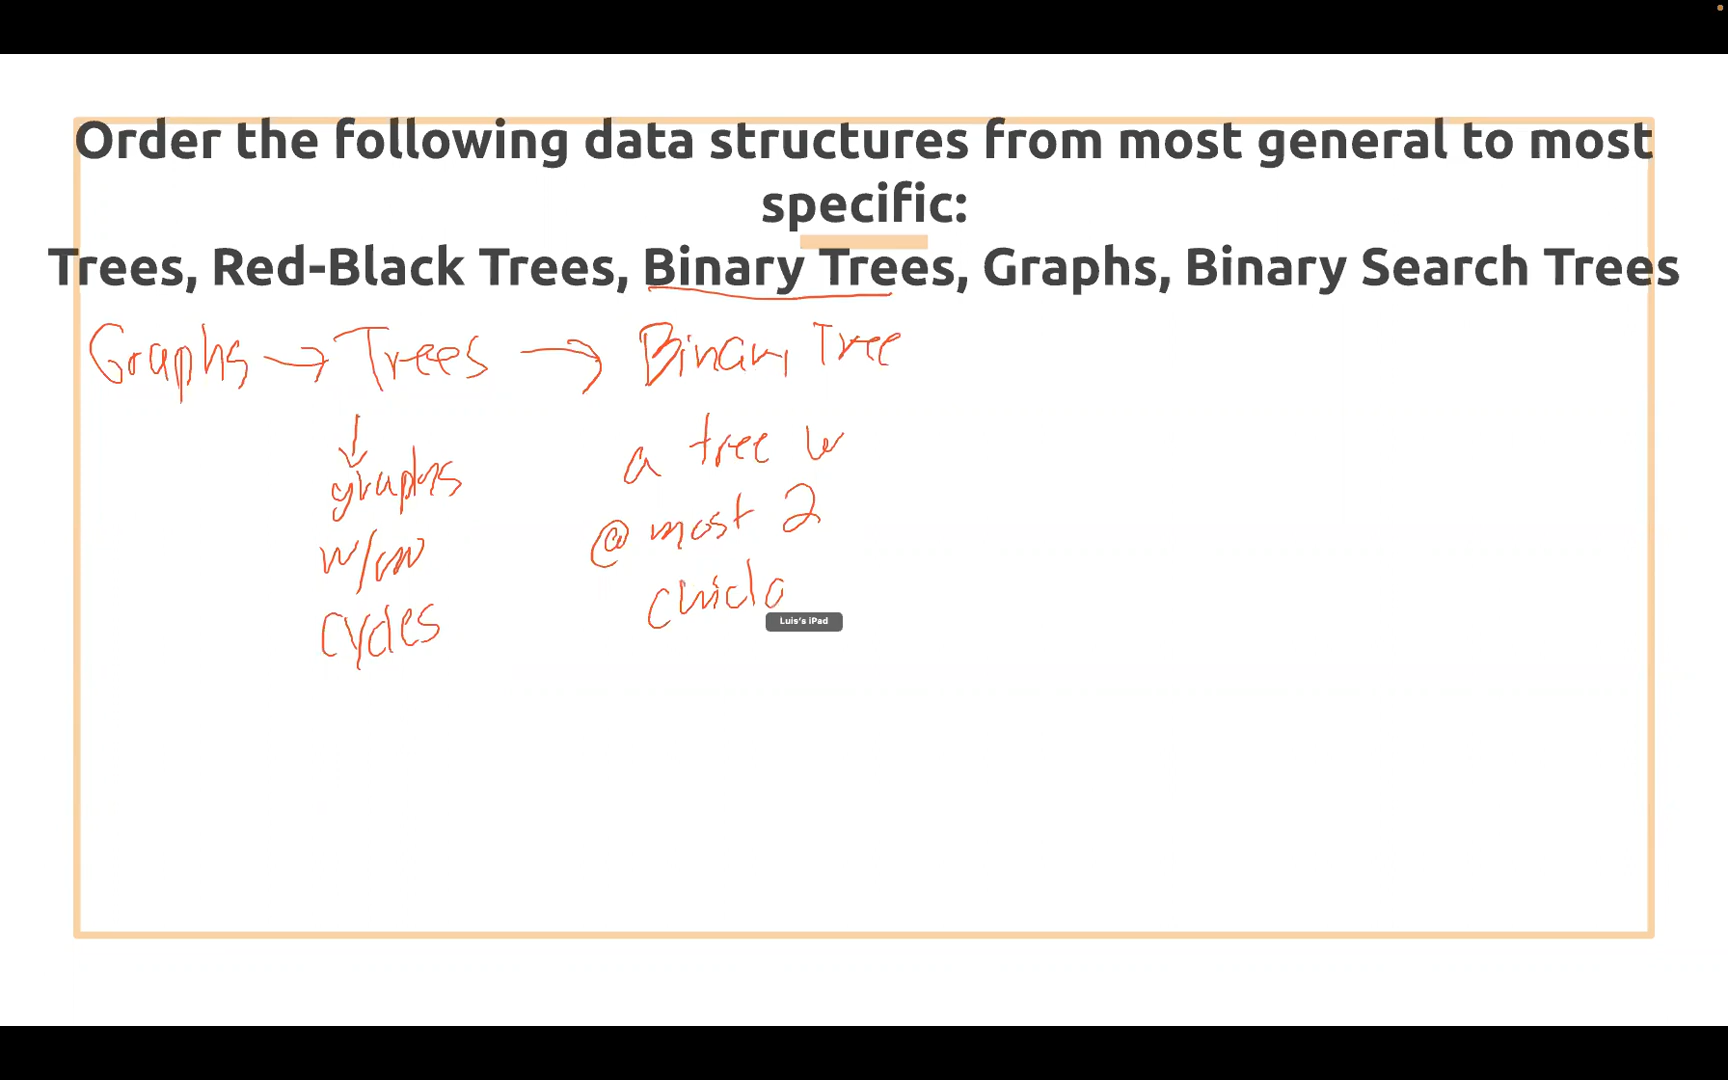 Order the following data structures from most general to most
specific:
Trees, Red-Black Trees, Binary Trees, Graphs, Binary Search Trees
Graphs → Trees → Binary Tree
↓
graphs
w/
cycles
a tree w
@ most 2
Luis's iPad